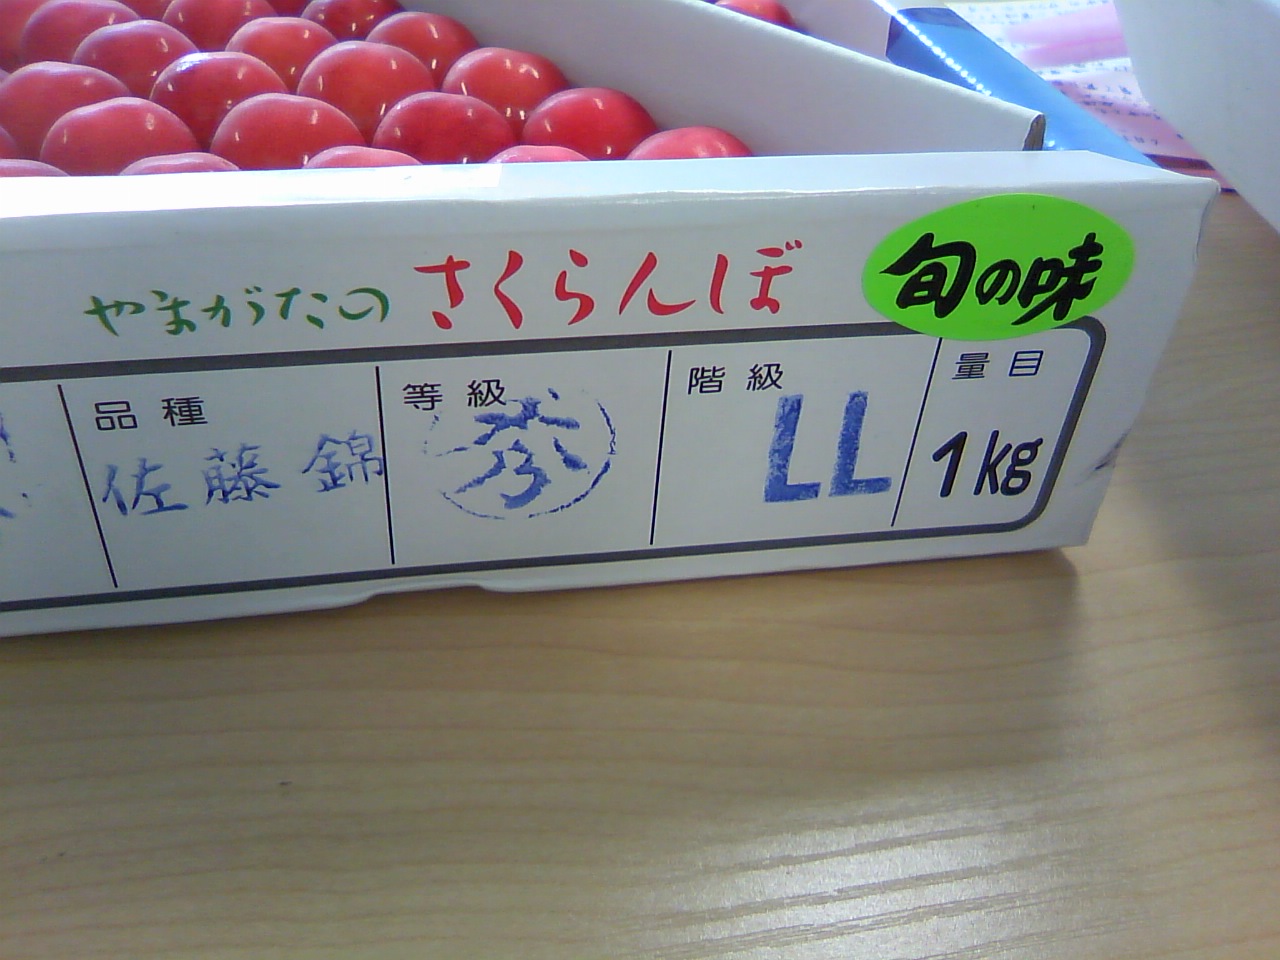 やまがたの さくらんぼ
旬の味
品種 等級 階級 量目
佐藤錦 秀 LL 1kg